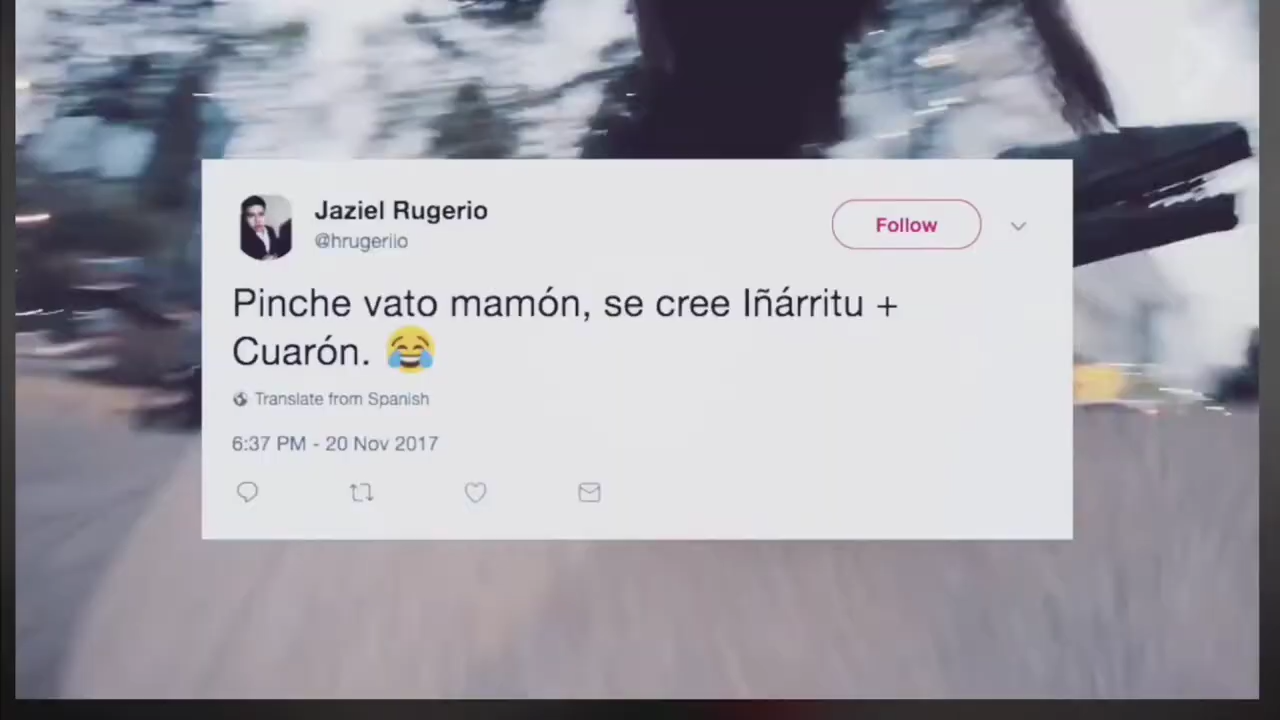 Jaziel Rugerio
@hrugeriio
Follow
Pinche vato mamón, se cree Iñárritu +
Cuarón. 😂
Translate from Spanish
6:37 PM - 20 Nov 2017